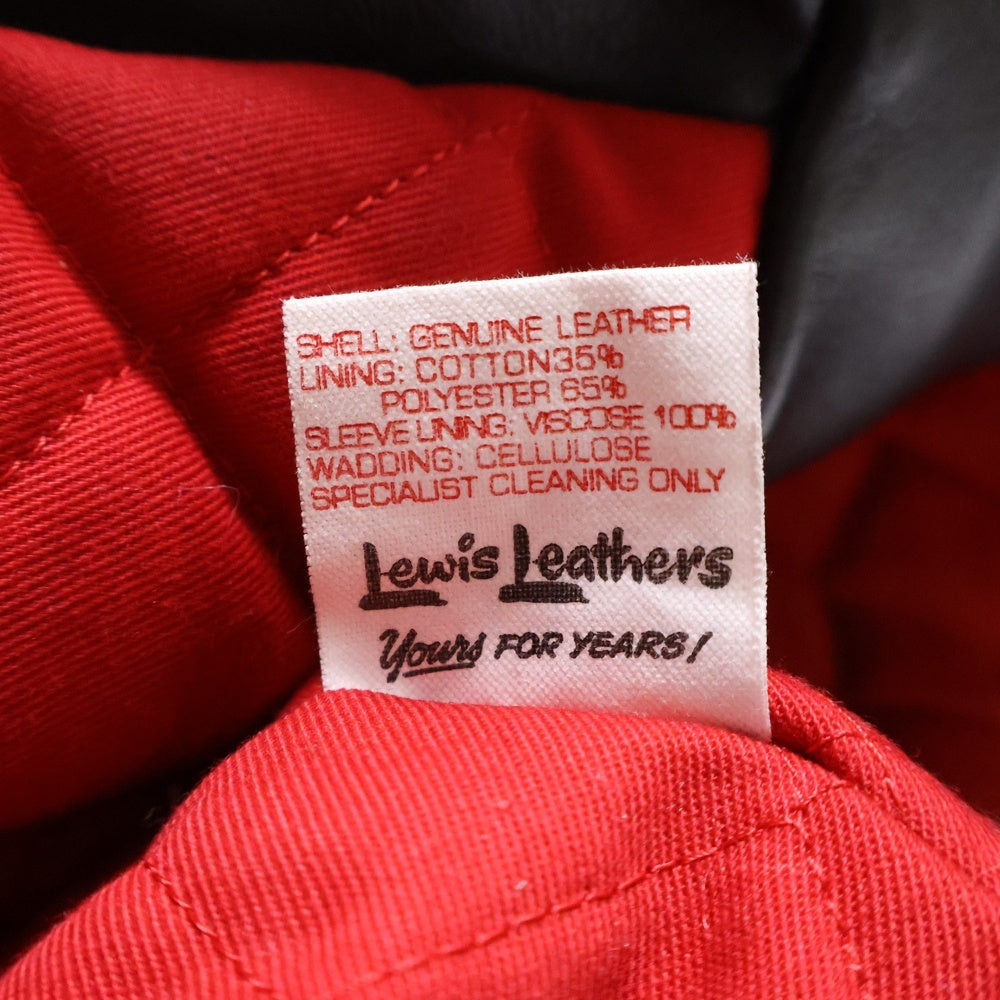 SHELL: GENUINE LEATHER
LINING: COTTON35%
POLYESTER 65%
SLEEVE LINING: VISCOSE 100%
WADDING: CELLULOSE
SPECIALIST CLEANING ONLY
Lewis Leathers
Yours FOR YEARS!